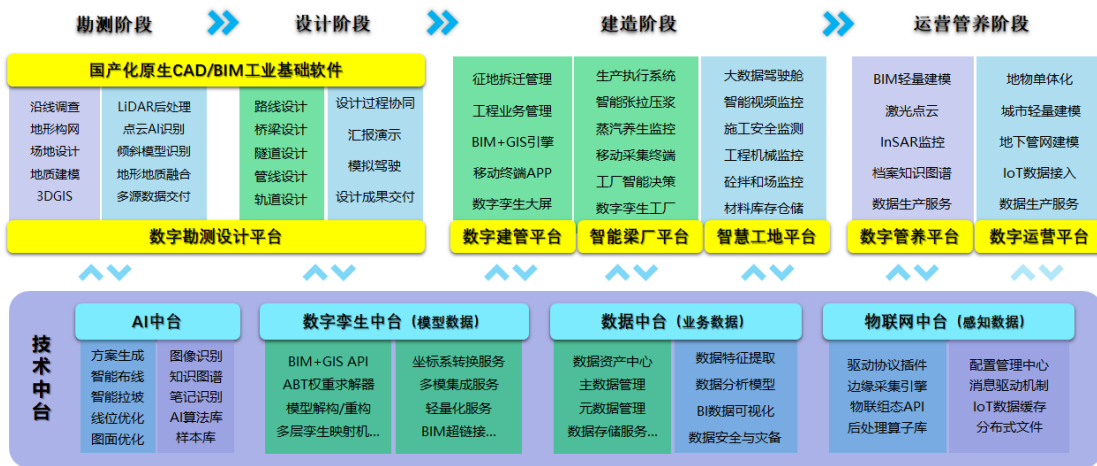 勘测阶段
设计阶段
建造阶段
运营管养阶段
国产化原生CAD/BIM工业基础软件
沿线调查
地形构网
场地设计
地质建模
3DGIS
LiDAR后处理
点云AI识别
倾斜模型识别
地形地质融合
多源数据交付
路线设计
桥梁设计
隧道设计
管线设计
轨道设计
设计过程协同
汇报演示
模拟驾驶
设计成果交付
数字勘测设计平台
征地拆迁管理
工程业务管理
BIM+GIS引擎
移动终端APP
数字孪生大屏
数字建管平台
生产执行系统
智能张拉压浆
蒸汽养生监控
移动采集终端
工厂智能决策
数字孪生工厂
智能梁厂平台
大数据驾驶舱
智能视频监控
施工安全监测
工程机械监控
砼拌和场监控
材料库存仓储
智慧工地平台
BIM轻量建模
激光点云
InSAR监控
档案知识图谱
数据生产服务
数字管养平台
地物单体化
城市轻量建模
地下管网建模
IoT数据接入
数据生产服务
数字运营平台
技术中台
AI中台
方案生成
智能布线
智能拉坡
线位优化
图面优化
图像识别
知识图谱
笔记识别
AI算法库
样本库
数字孪生中台（模型数据）
BIM+GIS API
ABT权重求解器
模型解构/重构
多层孪生映射机...
坐标系转换服务
多模集成服务
轻量化服务
BIM超链接...
数据中台（业务数据）
数据资产中心
主数据管理
元数据管理
数据存储服务...
数据特征提取
数据分析模型
BI数据可视化
数据安全与灾备
物联网中台（感知数据）
驱动协议插件
边缘采集引擎
物联组态API
后处理算子库
配置管理中心
消息驱动机制
IoT数据缓存
分布式文件